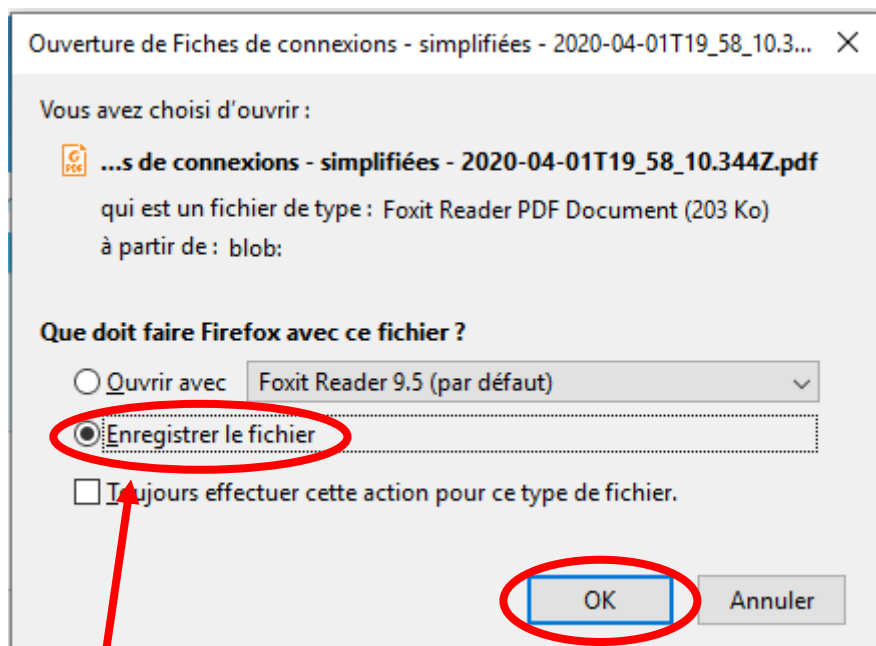 Ouverture de Fiches de connexions - simplifiées - 2020-04-01T19_58_10.3...
Vous avez choisi d'ouvrir :
...s de connexions - simplifiées - 2020-04-01T19_58_10.344Z.pdf
qui est un fichier de type : Foxit Reader PDF Document (203 Ko)
à partir de : blob:
Que doit faire Firefox avec ce fichier ?
Ouvrir avec Foxit Reader 9.5 (par défaut)
Enregistrer le fichier
Toujours effectuer cette action pour ce type de fichier.
OK Annuler